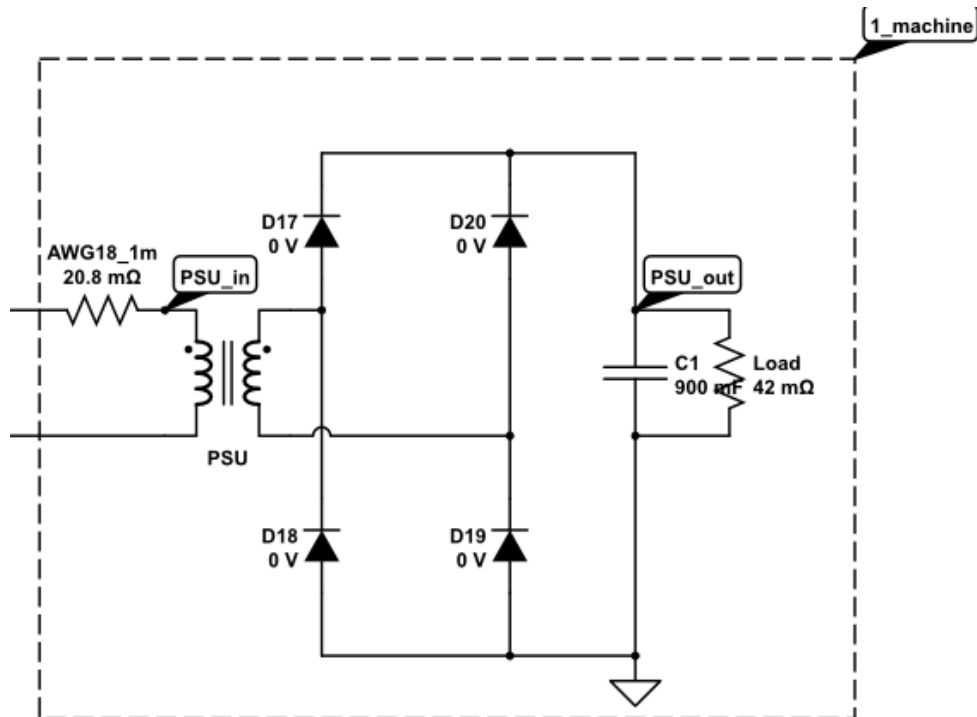 1_machine
D17
0 V
D20
0 V
AWG18_1m
20.8 mΩ
PSU_in
PSU_out
C1
900 mF
Load
42 mΩ
PSU
D18
0 V
D19
0 V